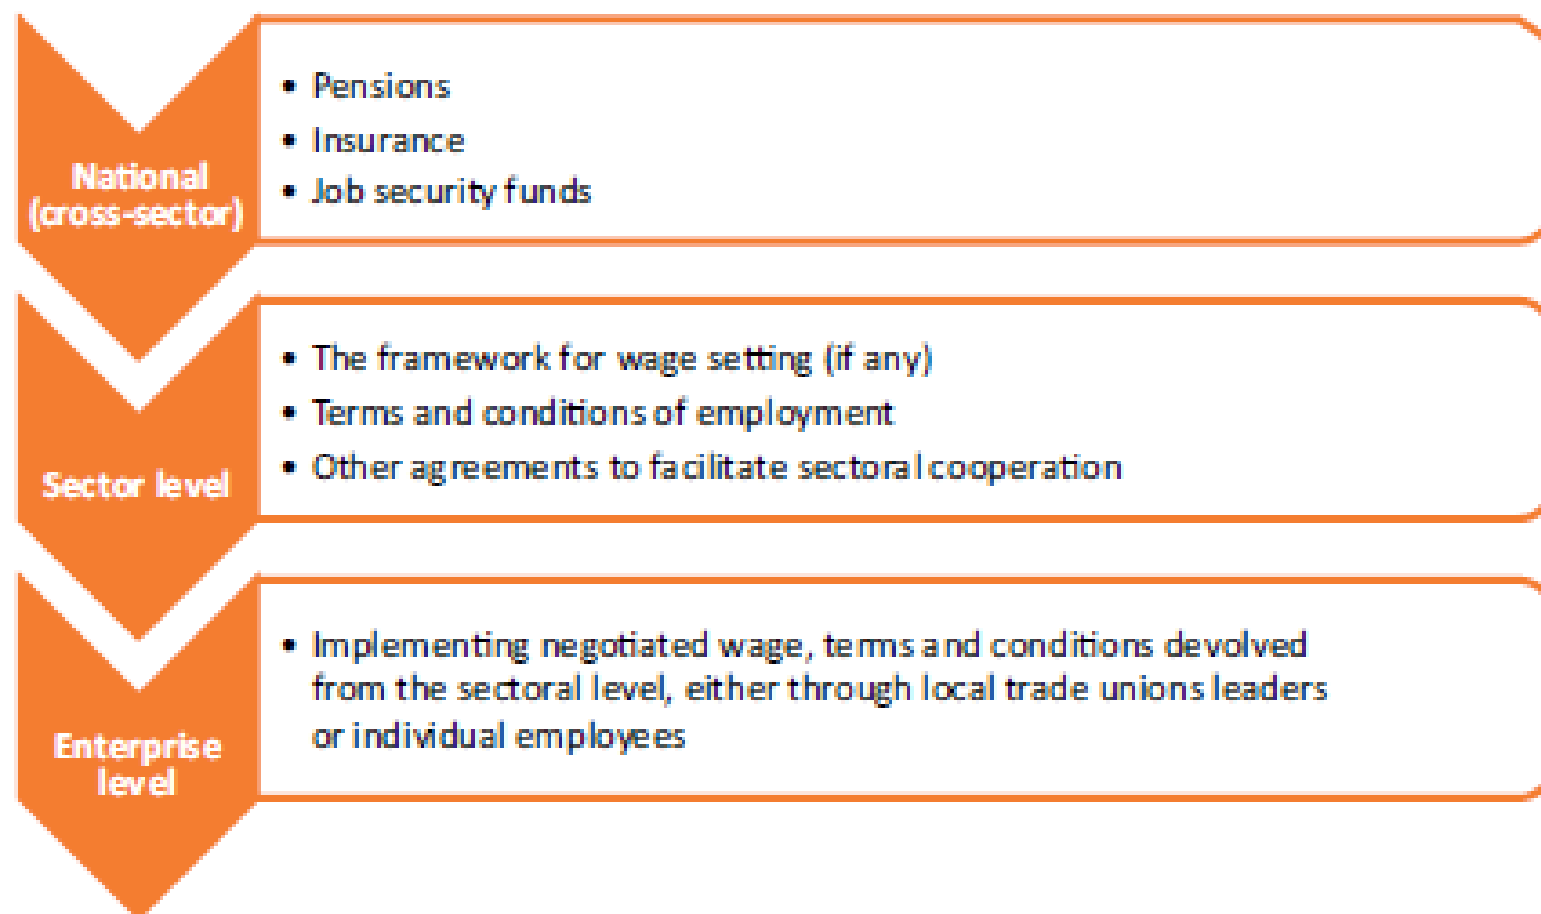 National
(cross-sector)
• Pensions
• Insurance
• Job security funds
Sector level
• The framework for wage setting (if any)
• Terms and conditions of employment
• Other agreements to facilitate sectoral cooperation
Enterprise
level
• Implementing negotiated wage, terms and conditions devolved
from the sectoral level, either through local trade unions leaders
or individual employees